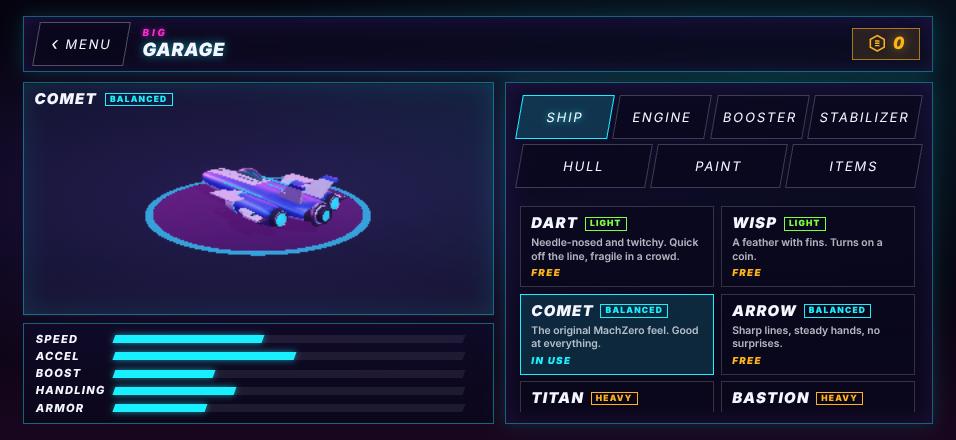 MENU
BIG
GARAGE
0
COMET BALANCED
SPEED
ACCEL
BOOST
HANDLING
ARMOR
SHIP ENGINE BOOSTER STABILIZER
HULL PAINT ITEMS
DART LIGHT
Needle-nosed and twitchy. Quick
off the line, fragile in a crowd.
FREE
WISP LIGHT
A feather with fins. Turns on a
coin.
FREE
COMET BALANCED
The original MachZero feel. Good
at everything.
IN USE
ARROW BALANCED
Sharp lines, steady hands, no
surprises.
FREE
TITAN HEAVY
BASTION HEAVY